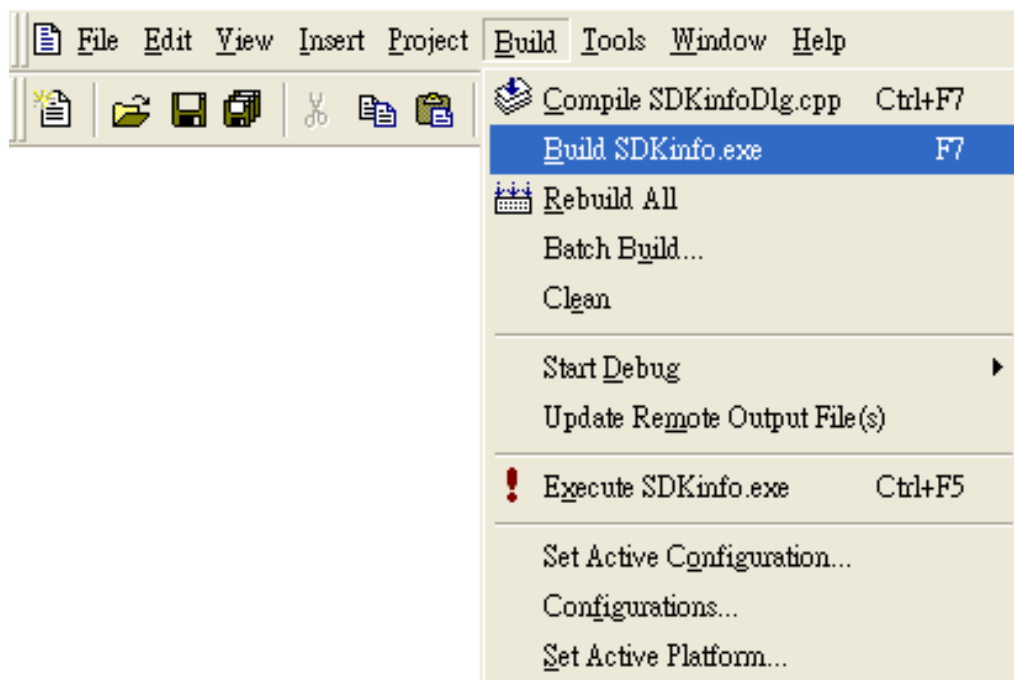 File Edit View Insert Project Build Tools Window Help
Compile SDKinfoDlg.cpp Ctrl+F7
Build SDKinfo.exe F7
Rebuild All
Batch Build...
Clean
Start Debug
Update Remote Output File(s)
Execute SDKinfo.exe Ctrl+F5
Set Active Configuration...
Configurations...
Set Active Platform...